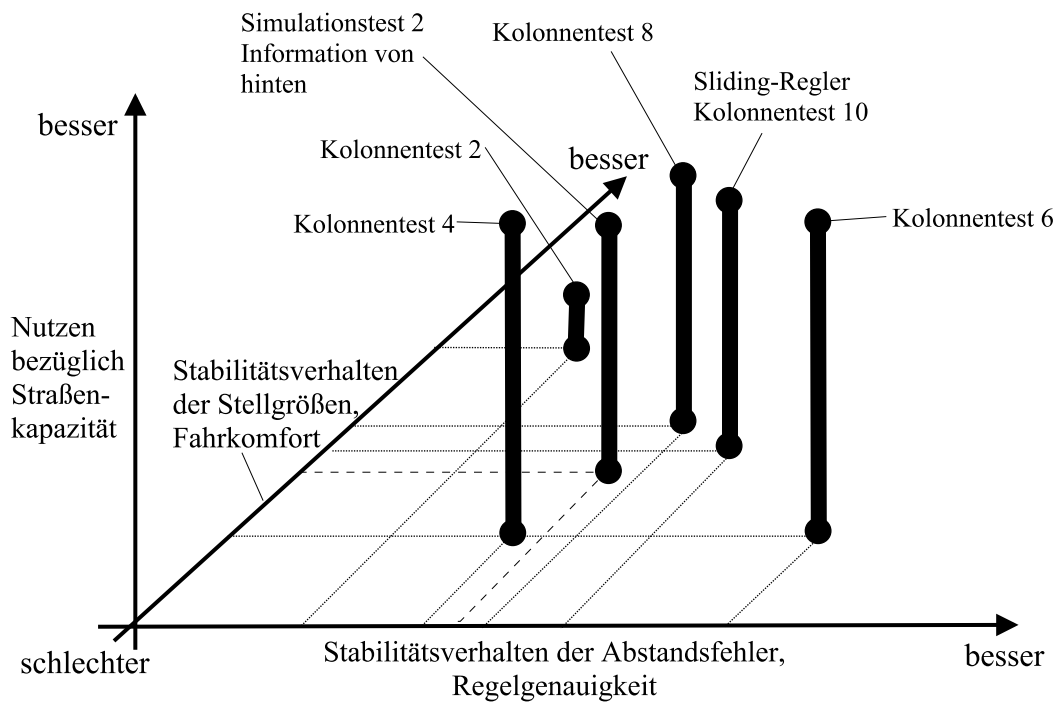 Simulationstest 2
Information von
hinten
Kolonnentest 8
Sliding-Regler
Kolonnentest 10
besser
Kolonnentest 2
besser
Kolonnentest 4
Kolonnentest 6
Nutzen
bezüglich
Straßen-
kapazität
Stabilitätsverhalten
der Stellgrößen,
Fahrkomfort
schlechter
Stabilitätsverhalten der Abstandsfehler,
Regelgenauigkeit
besser